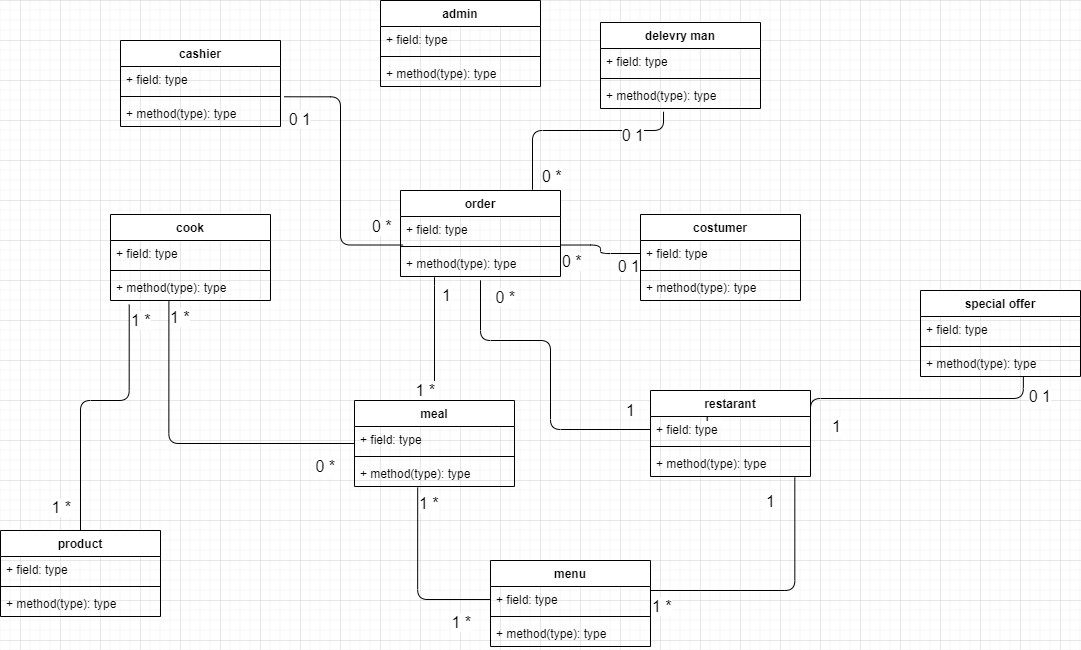 admin
+ field: type
+ method(type): type
delevry man
+ field: type
+ method(type): type
cashier
+ field: type
+ method(type): type
0 1
0 1
0 *
order
+ field: type
+ method(type): type
0 *
0 *
0 1
costumer
+ field: type
+ method(type): type
cook
+ field: type
+ method(type): type
1 *
1 *
1
0 *
special offer
+ field: type
+ method(type): type
0 1
1 *
meal
+ field: type
+ method(type): type
0 *
1
restarant
+ field: type
+ method(type): type
1
1
1 *
1 *
product
+ field: type
+ method(type): type
menu
+ field: type
+ method(type): type
1 *
1 *